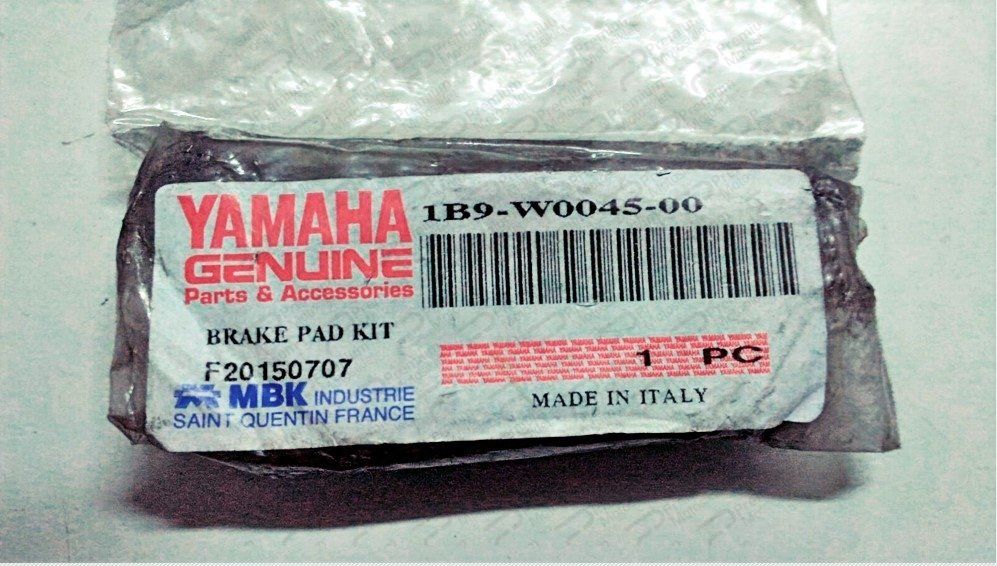 YAMAHA
GENUINE
Parts & Accessories
1B9-W0045-00
BRAKE PAD KIT
F20150707
1 PC
MBK INDUSTRIE
SAINT QUENTIN FRANCE
MADE IN ITALY